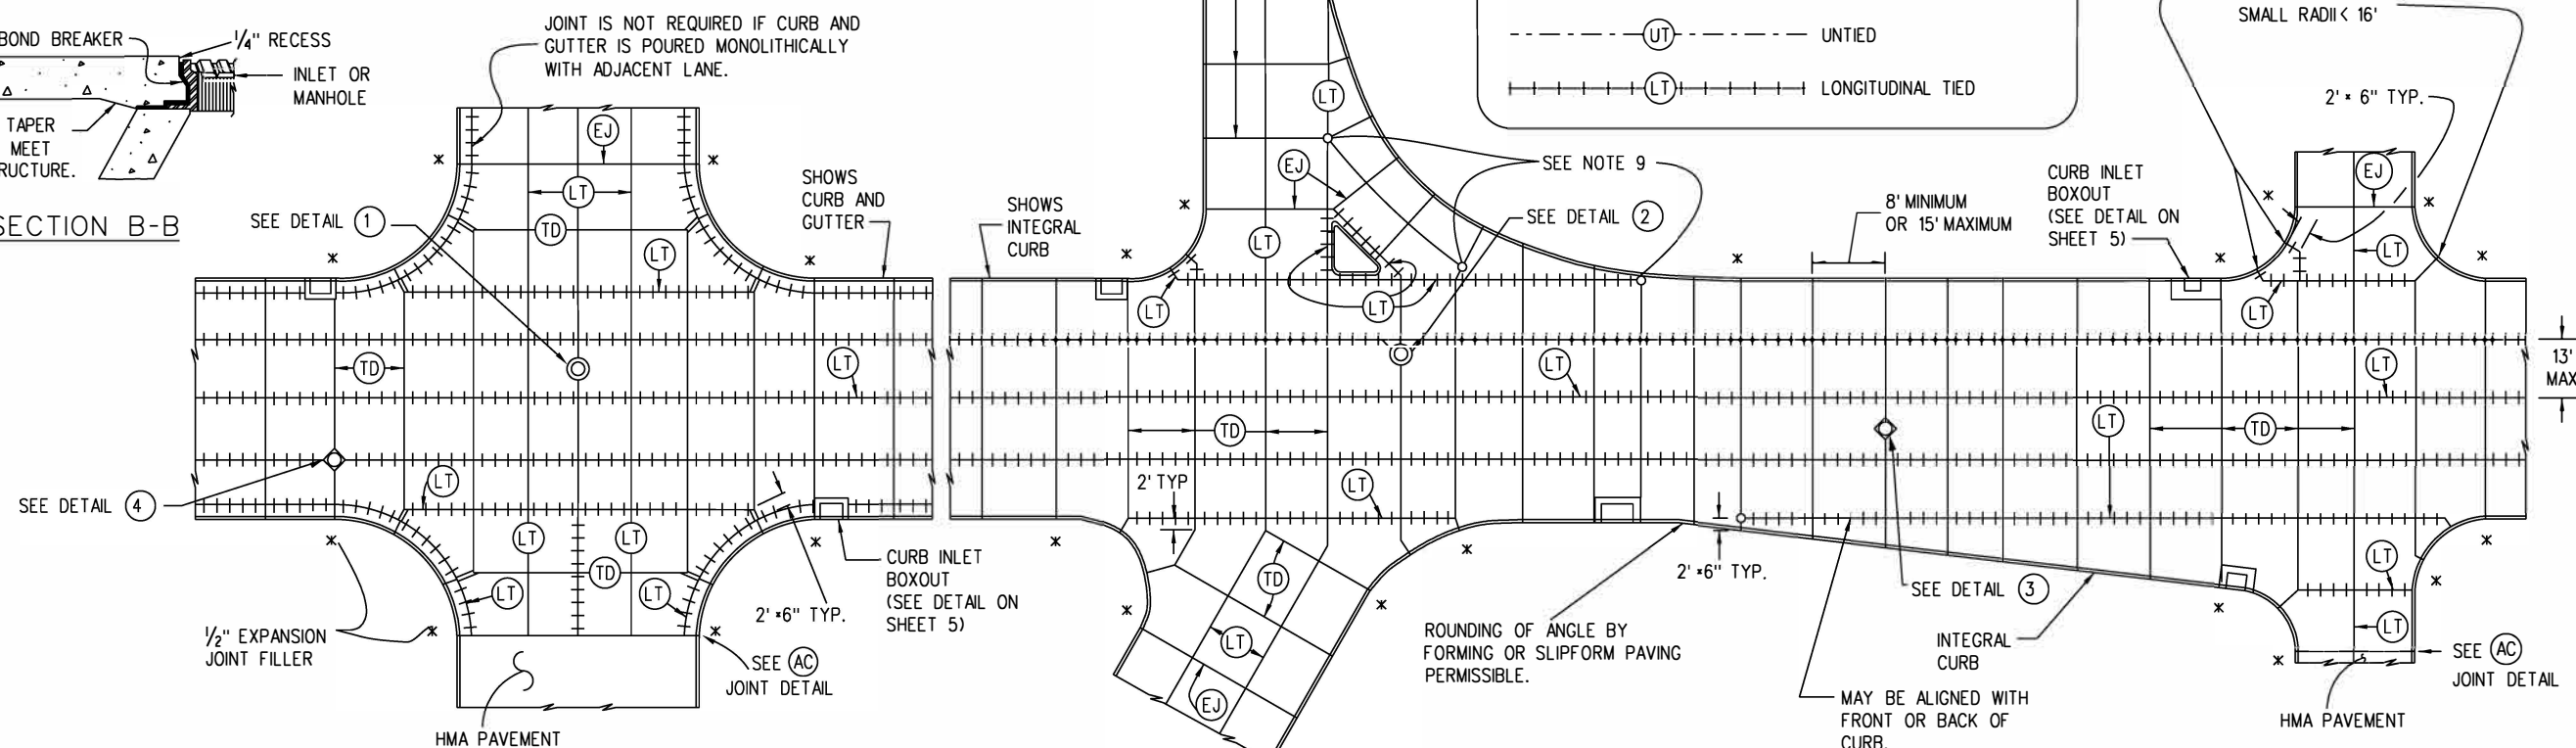 BOND BREAKER
1/4" RECESS
INLET OR
MANHOLE
TAPER
MEET
RUCTURE.
SECTION B-B
JOINT IS NOT REQUIRED IF CURB AND
GUTTER IS POURED MONOLITHICALLY
WITH ADJACENT LANE.
EJ
LT
TD
LT
SEE DETAIL 1
SHOWS
CURB AND
GUTTER
TD
LT
SEE DETAIL 4
LT
LT
LT
TD
LT
LT
2' × 6" TYP.
CURB INLET
BOXOUT
(SEE DETAIL ON
SHEET 5)
1/2" EXPANSION
JOINT FILLER
SEE AC
JOINT DETAIL
HMA PAVEMENT
SHOWS
INTEGRAL
CURB
LT
EJ
LT
SEE NOTE 9
SEE DETAIL 2
LT
LT
LT
TD
2' TYP
LT
TD
LT
EJ
ROUNDING OF ANGLE BY
FORMING OR SLIPFORM PAVING
PERMISSIBLE.
UT
UNTIED
LT
LONGITUDINAL TIED
8' MINIMUM
OR 15' MAXIMUM
CURB INLET
BOXOUT
(SEE DETAIL ON
SHEET 5)
SMALL RADII < 16'
2' × 6" TYP.
EJ
LT
LT
LT
13'
MAX
LT
TD
2' × 6" TYP.
SEE DETAIL 3
INTEGRAL
CURB
MAY BE ALIGNED WITH
FRONT OR BACK OF
CURB.
LT
LT
SEE AC
JOINT DETAIL
HMA PAVEMENT